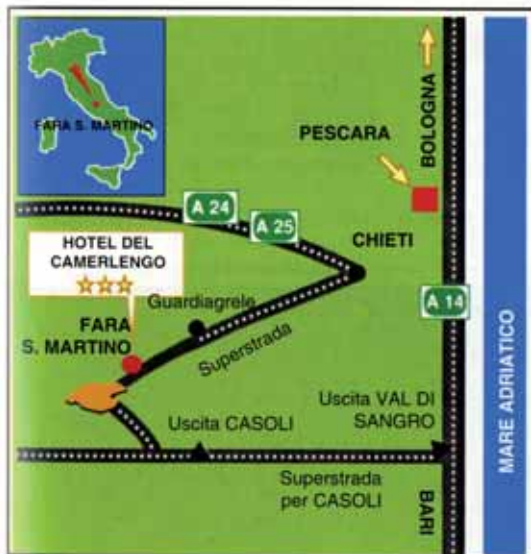 FARA S. MARTINO
BOLOGNA
PESCARA
A 24
A 25
CHIETI
HOTEL DEL
CAMERLENGO
Guardiagrele
A 14
FARA
S. MARTINO
Superstrada
Uscita VAL DI
SANGRO
Uscita CASOLI
MARE ADRIATICO
Superstrada
per CASOLI
BARI